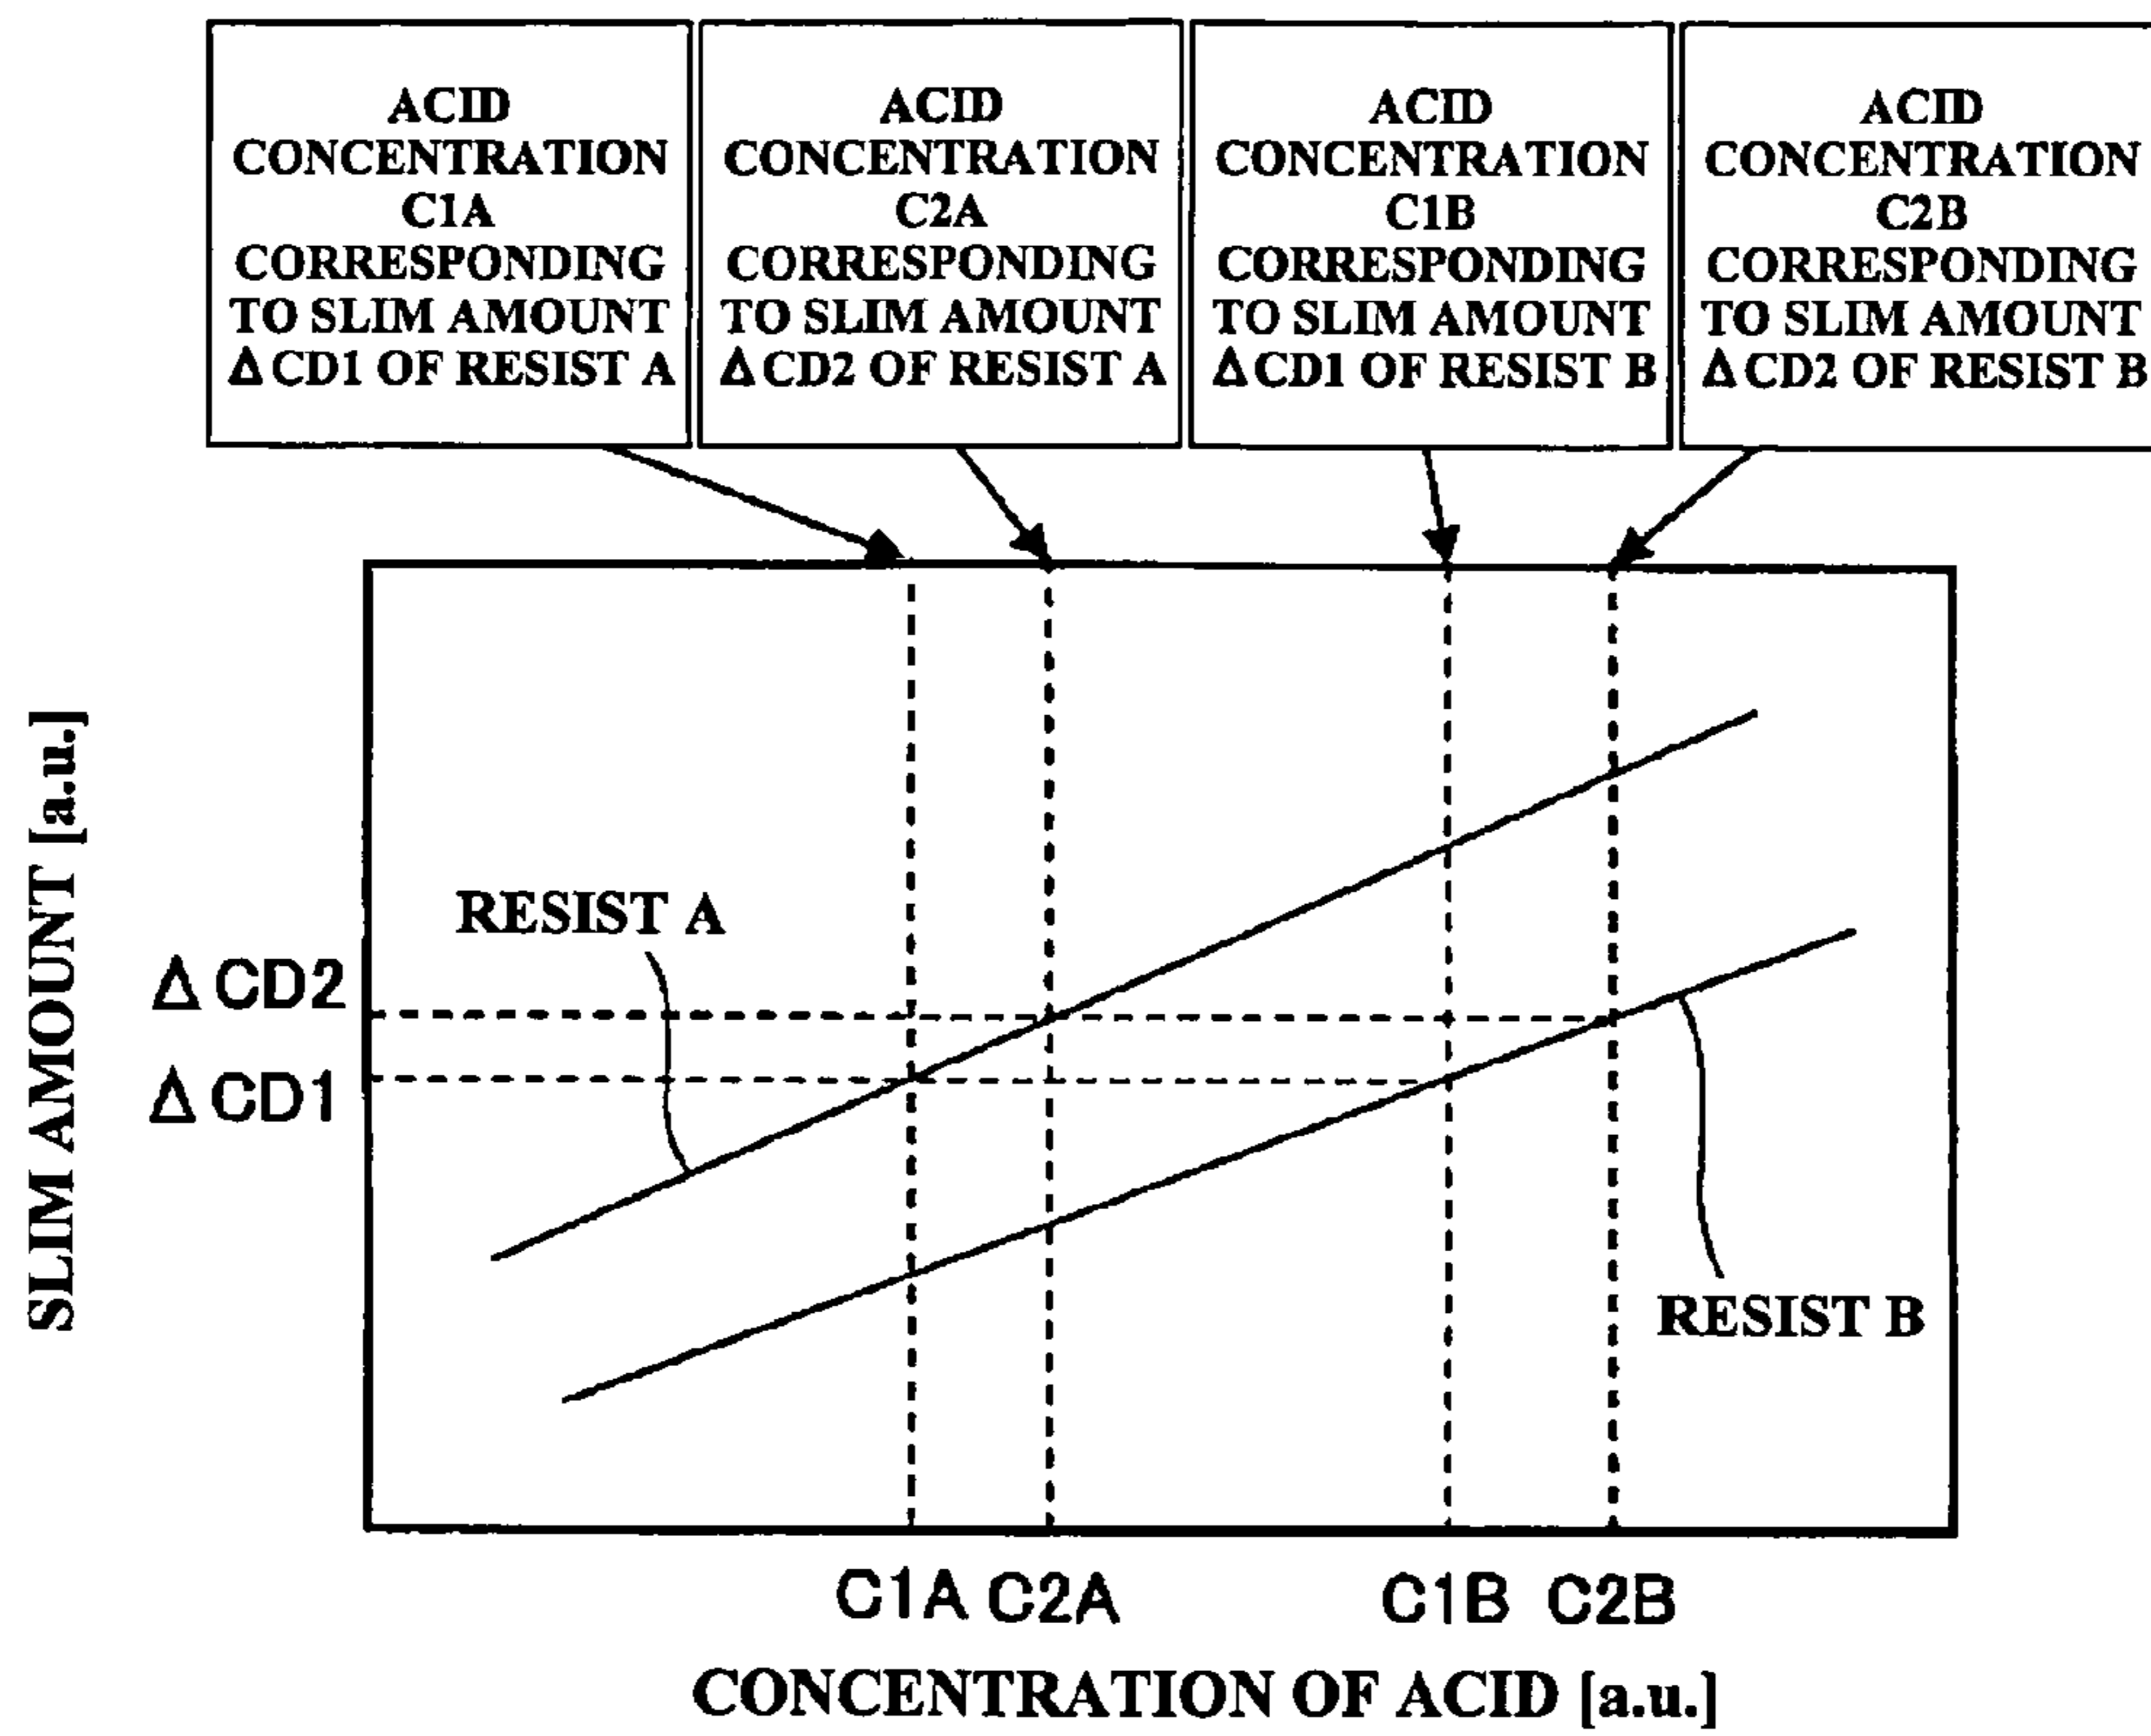 ACID
CONCENTRATION
C1A
CORRESPONDING
TO SLIM AMOUNT
ΔCD1 OF RESIST A
ACID
CONCENTRATION
C2A
CORRESPONDING
TO SLIM AMOUNT
ΔCD2 OF RESIST A
ACID
CONCENTRATION
C1B
CORRESPONDING
TO SLIM AMOUNT
ΔCD1 OF RESIST B
ACID
CONCENTRATION
C2B
CORRESPONDING
TO SLIM AMOUNT
ΔCD2 OF RESIST B
SLIM AMOUNT [a.u.]
RESIST A
ΔCD2
ΔCD1
RESIST B
C1A C2A C1B C2B
CONCENTRATION OF ACID [a.u.]